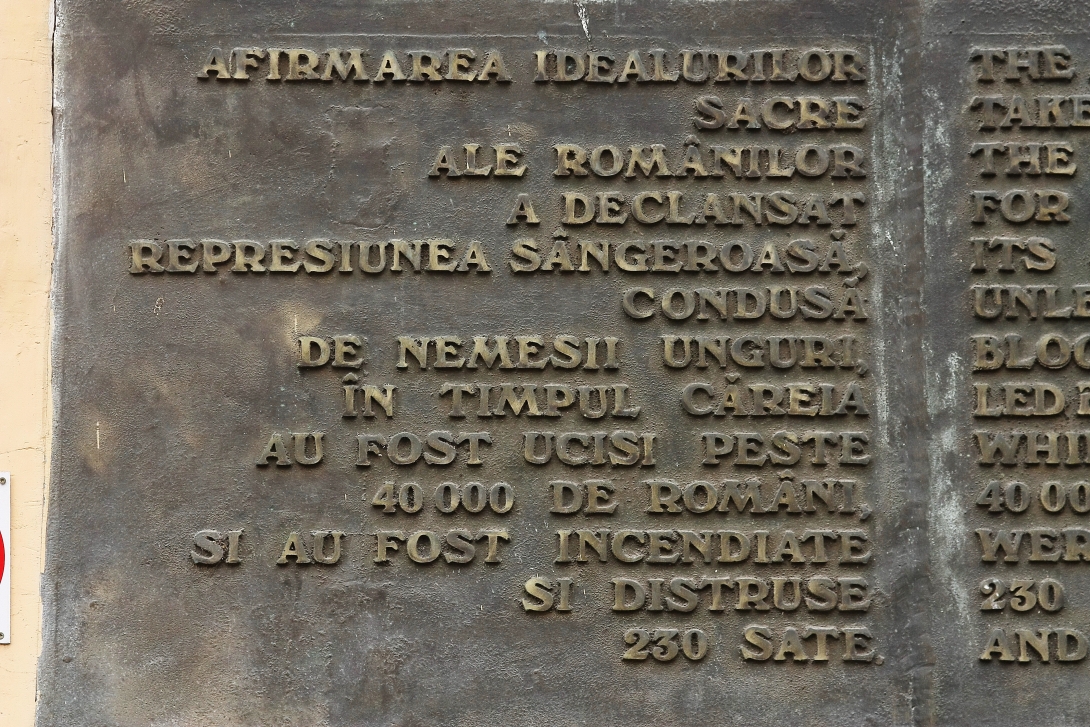 AFIRMAREA IDEALURILOR
SACRE
ALE ROMÂNILOR
A DECLANSAT
REPRESIUNEA SÂNGEROASĂ,
CONDUSĂ
DE NEMESII UNGURI,
ÎN TIMPUL CĂREIA
AU FOST UCISI PESTE
40 000 DE ROMÂNI,
SI AU FOST INCENDIATE
SI DISTRUSE
230 SATE.
THE
THE
FOR
ITS
230
AND